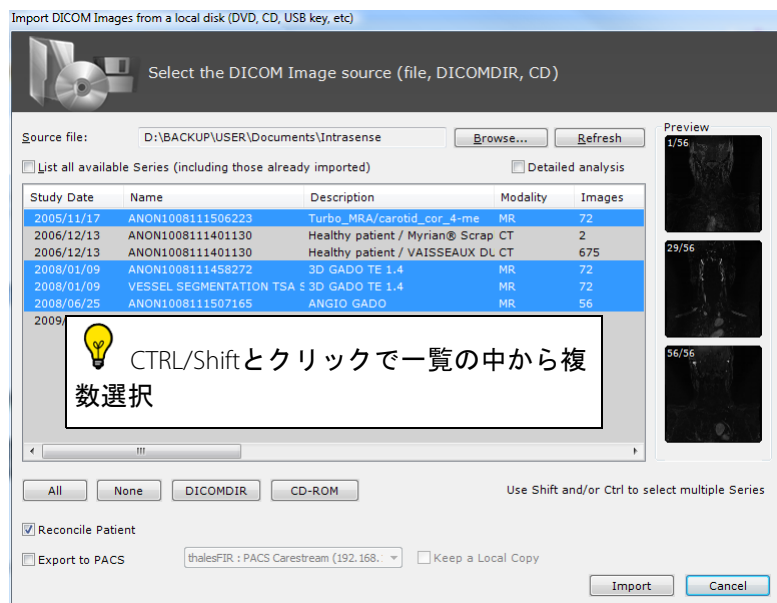 Import DICOM Images from a local disk (DVD, CD, USB key, etc)
Select the DICOM Image source (file, DICOMDIR, CD)
Source file: D:\BACKUP\USER\Documents\Intrasense Browse... Refresh
List all available Series (including those already imported) Detailed analysis
Study Date Name Description Modality Images
2005/11/17 ANON1008111506223 Turbo_MRA/carotid_cor_4-me MR 72
2006/12/13 ANON1008111401130 Healthy patient / Myrian® Scrap CT 2
2006/12/13 ANON1008111401130 Healthy patient / VAISSEAUX DU CT 675
2008/01/09 ANON1008111458272 3D GADO TE 1.4 MR 72
2008/01/09 VESSEL SEGMENTATION TSA S 3D GADO TE 1.4 MR 72
2008/06/25 ANON1008111507165 ANGIO GADO MR 56
2009/
CTRL/Shiftとクリックで一覧の中から複
数選択
Preview
1/56
29/56
56/56
All None DICOMDIR CD-ROM Use Shift and/or Ctrl to select multiple Series
Reconcile Patient
Export to PACS thalesFIR : PACS Carestream (192.168. Keep a Local Copy
Import Cancel